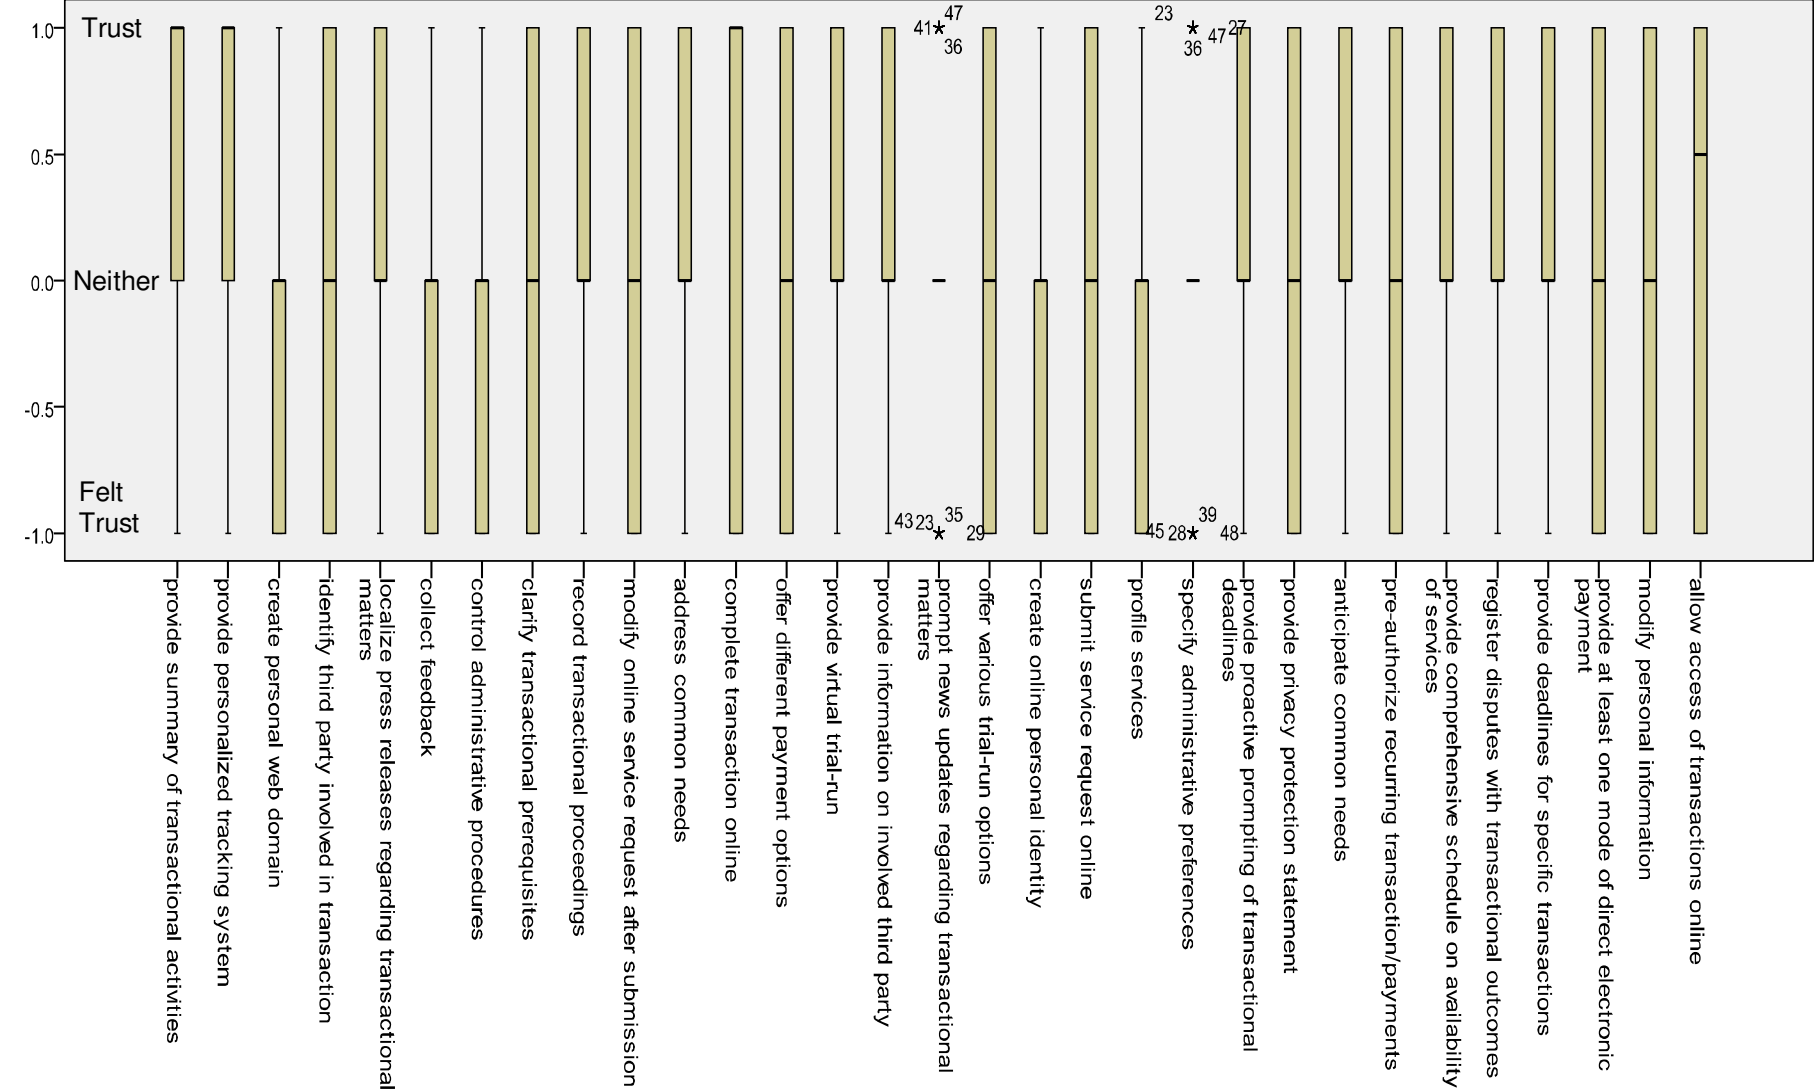 1.0
Trust
0.5
0.0
Neither
-0.5
Felt
Trust
-1.0
47
41
36
23
47
27
36
43
23
35
29
45
28
39
48
provide summary of transactional activities
provide personalized tracking system
create personal web domain
identify third party involved in transaction
localize press releases regarding transactional
matters
collect feedback
control administrative procedures
clarify transactional prerequisites
record transactional proceedings
modify online service request after submission
address common needs
complete transaction online
offer different payment options
provide virtual trial-run
provide information on involved third party
prompt news updates regarding transactional
matters
offer various trial-run options
create online personal identity
submit service request online
profile services
specify administrative preferences
provide proactive prompting of transactional
deadlines
provide privacy protection statement
anticipate common needs
pre-authorize recurring transaction/payments
provide comprehensive schedule on availability
of services
register disputes with transactional outcomes
provide deadlines for specific transactions
provide at least one mode of direct electronic
payment
modify personal information
allow access of transactions online